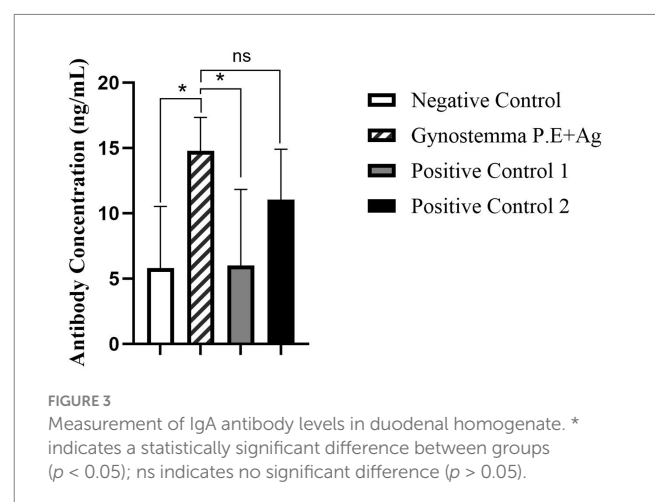 ns
*
*
20
15
10
5
0
Antibody Concentration (ng/mL)
Negative Control
Gynostemma P.E+Ag
Positive Control 1
Positive Control 2
FIGURE 3
Measurement of IgA antibody levels in duodenal homogenate. *
indicates a statistically significant difference between groups
(p < 0.05); ns indicates no significant difference (p > 0.05).